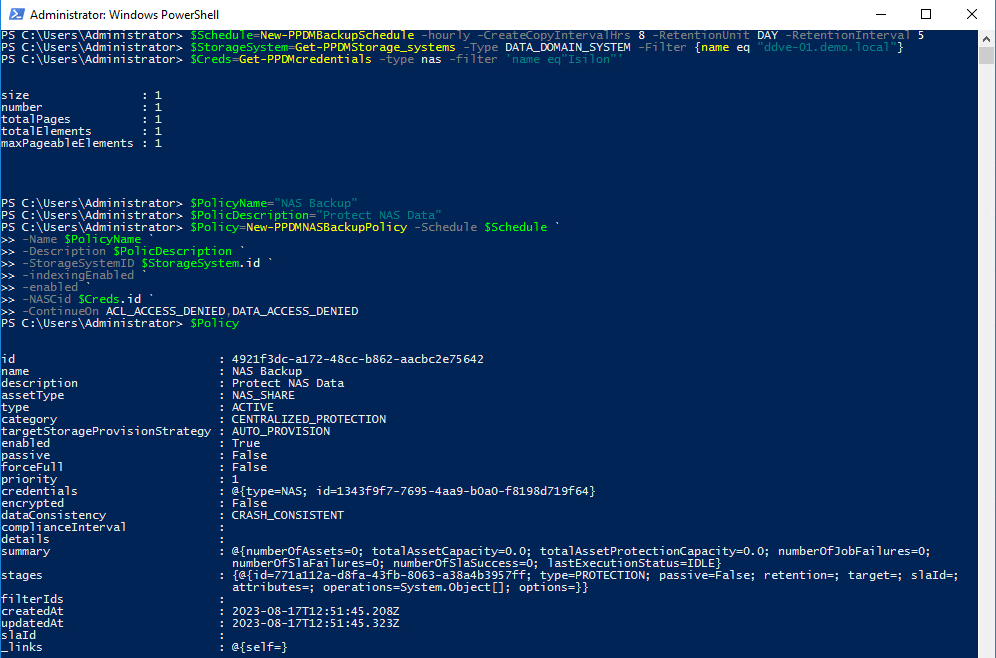 Administrator: Windows PowerShell
PS C:\Users\Administrator> $Schedule=New-PPDMBackupSchedule -hourly -CreateCopyIntervalHrs 8 -RetentionUnit DAY -RetentionInterval 5
PS C:\Users\Administrator> $StorageSystem=Get-PPDMStorage_systems -Type DATA_DOMAIN_SYSTEM -Filter {name eq "ddve-01.demo.local"}
PS C:\Users\Administrator> $Creds=Get-PPDMcredentials -type nas -filter 'name eq"Isilon"'
size : 1
number : 1
totalPages : 1
totalElements : 1
maxPageableElements : 1
PS C:\Users\Administrator> $PolicyName="NAS Backup"
PS C:\Users\Administrator> $PolicDescription="Protect NAS Data"
PS C:\Users\Administrator> $Policy=New-PPDMNASBackupPolicy -Schedule $Schedule `
>> -Name $PolicyName `
>> -Description $PolicDescription `
>> -StorageSystemID $StorageSystem.id `
>> -indexingEnabled `
>> -enabled `
>> -NASCid $Creds.id `
>> -ContinueOn ACL_ACCESS_DENIED,DATA_ACCESS_DENIED
PS C:\Users\Administrator> $Policy
id : 4921f3dc-a172-48cc-b862-aacbc2e75642
name : NAS Backup
description : Protect NAS Data
assetType : NAS_SHARE
type : ACTIVE
category : CENTRALIZED_PROTECTION
targetStorageProvisionStrategy : AUTO_PROVISION
enabled : True
passive : False
forceFull : False
priority : 1
credentials : @{type=NAS; id=1343f9f7-7695-4aa9-b0a0-f8198d719f64}
encrypted : False
dataConsistency : CRASH_CONSISTENT
complianceInterval :
details :
summary : @{numberOfAssets=0; totalAssetCapacity=0.0; totalAssetProtectionCapacity=0.0; numberOfJobFailures=0;
numberOfSlaFailures=0; numberOfSlaSuccess=0; lastExecutionStatus=IDLE}
stages : {@{id=771a112a-d8fa-43fb-8063-a38a4b3957ff; type=PROTECTION; passive=False; retention=; target=; slaId=;
attributes=; operations=System.Object[]; options=}}
filterIds :
createdAt : 2023-08-17T12:51:45.208Z
updatedAt : 2023-08-17T12:51:45.323Z
slaId :
_links : @{self=}